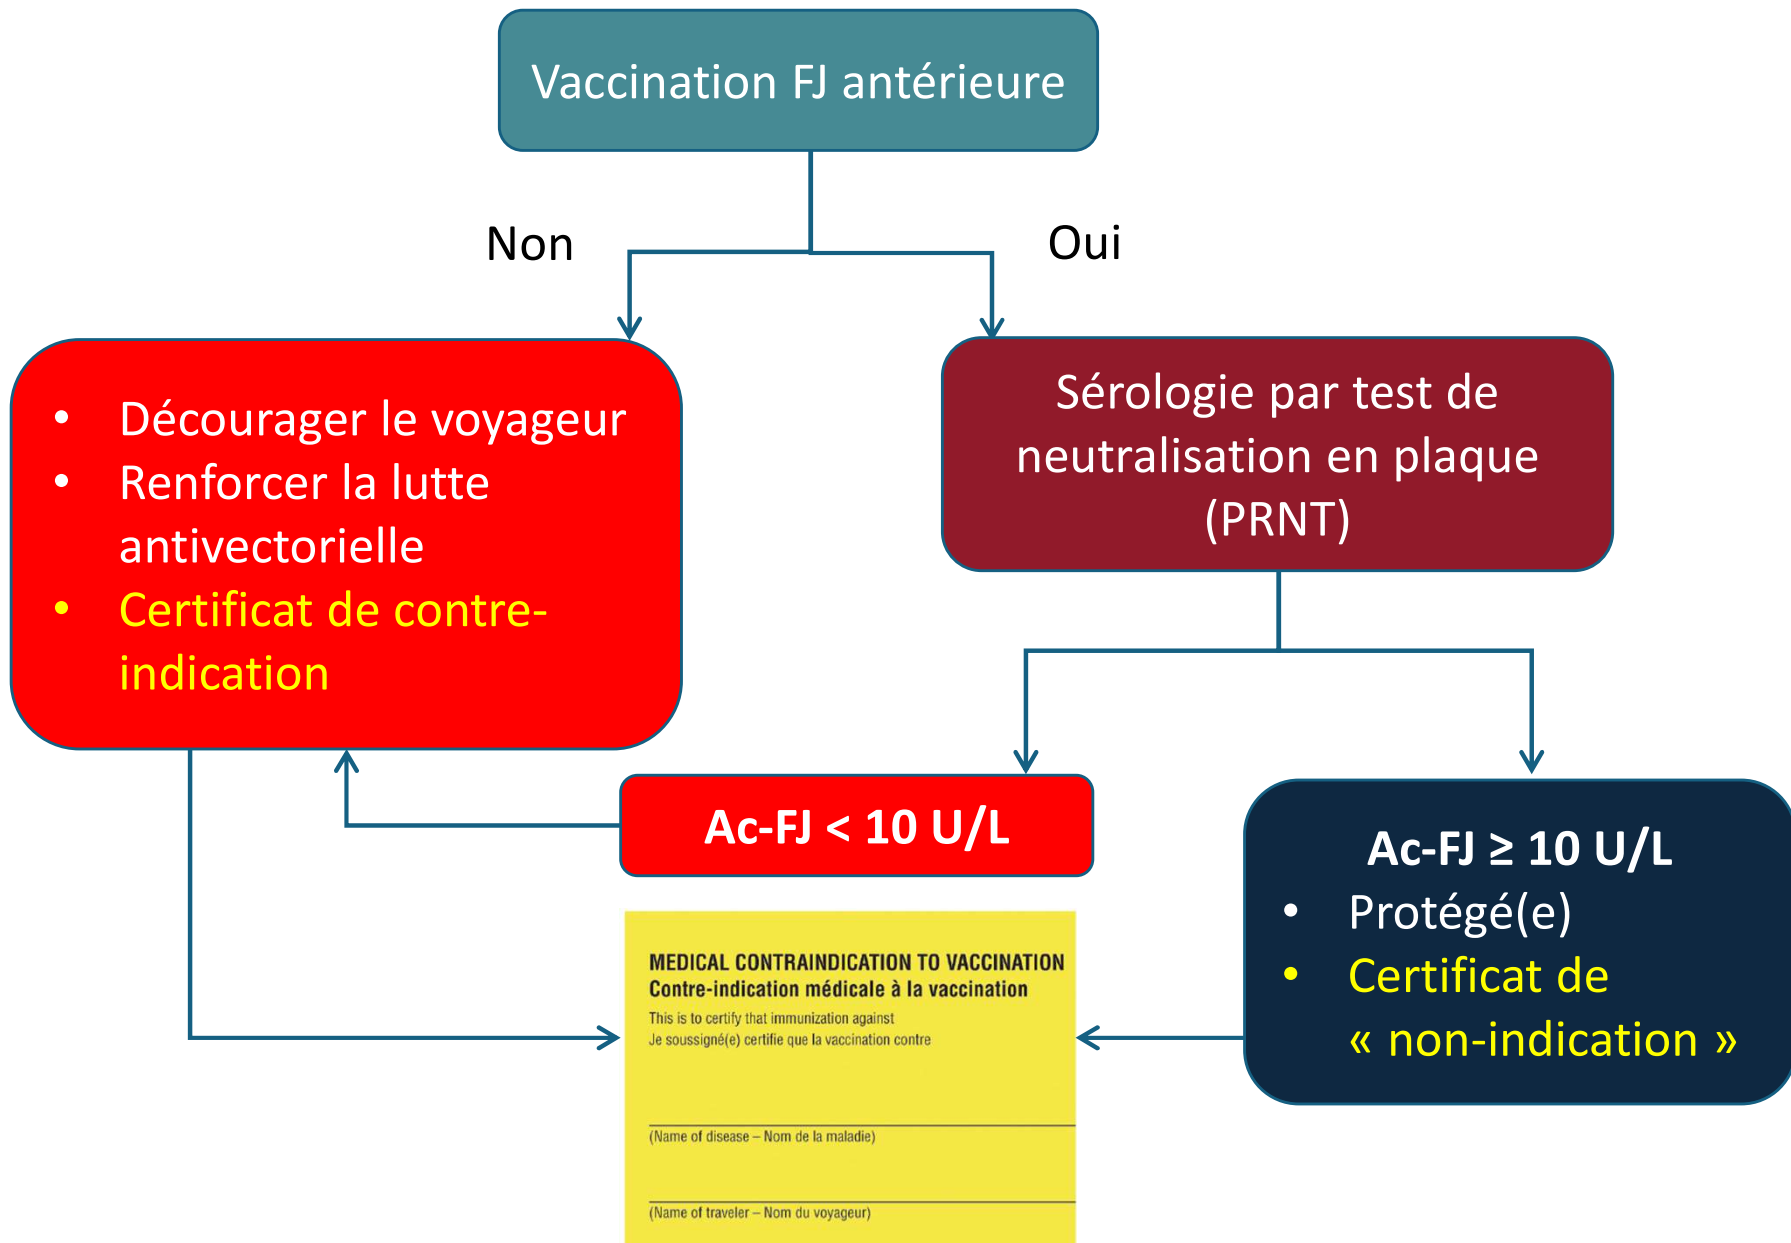 Vaccination FJ antérieure
Non
Oui
• Décourager le voyageur
• Renforcer la lutte
antivectorielle
• Certificat de contre-
indication
Sérologie par test de
neutralisation en plaque
(PRNT)
Ac-FJ < 10 U/L
Ac-FJ ≥ 10 U/L
• Protégé(e)
• Certificat de
« non-indication »
MEDICAL CONTRAINDICATION TO VACCINATION
Contre-indication médicale à la vaccination
This is to certify that immunization against
Je soussigné(e) certifie que la vaccination contre
(Name of disease – Nom de la maladie)
(Name of traveler – Nom du voyageur)